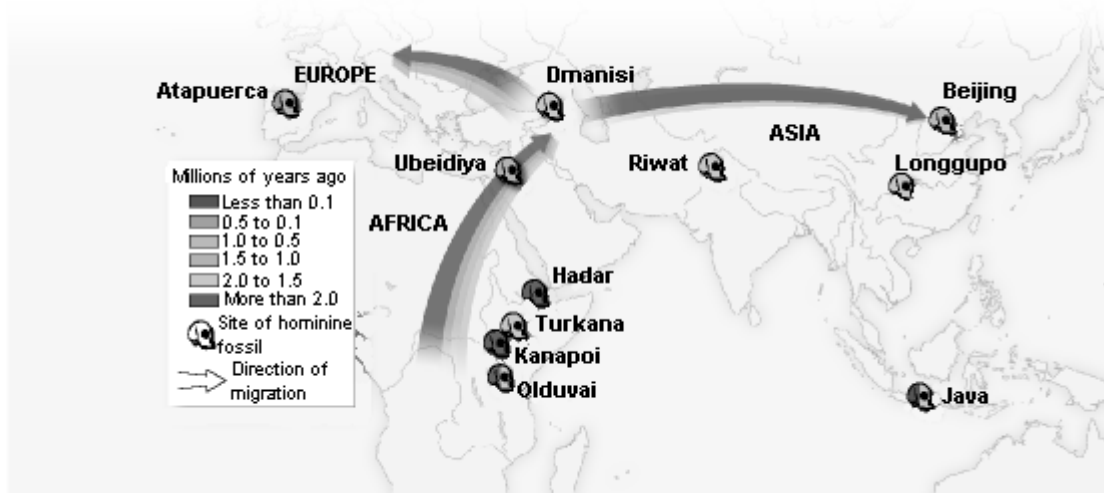 Dmanisi
EUROPE
Atapuerca
Beijing
ASIA
Ubeidiya
Riwat
Longgupo
Millions of years ago
Less than 0.1
0.5 to 0.1
1.0 to 0.5
1.5 to 1.0
2.0 to 1.5
More than 2.0
Site of hominine
fossil
Direction of
migration
AFRICA
Hadar
Turkana
Kanapoi
Olduvai
Java